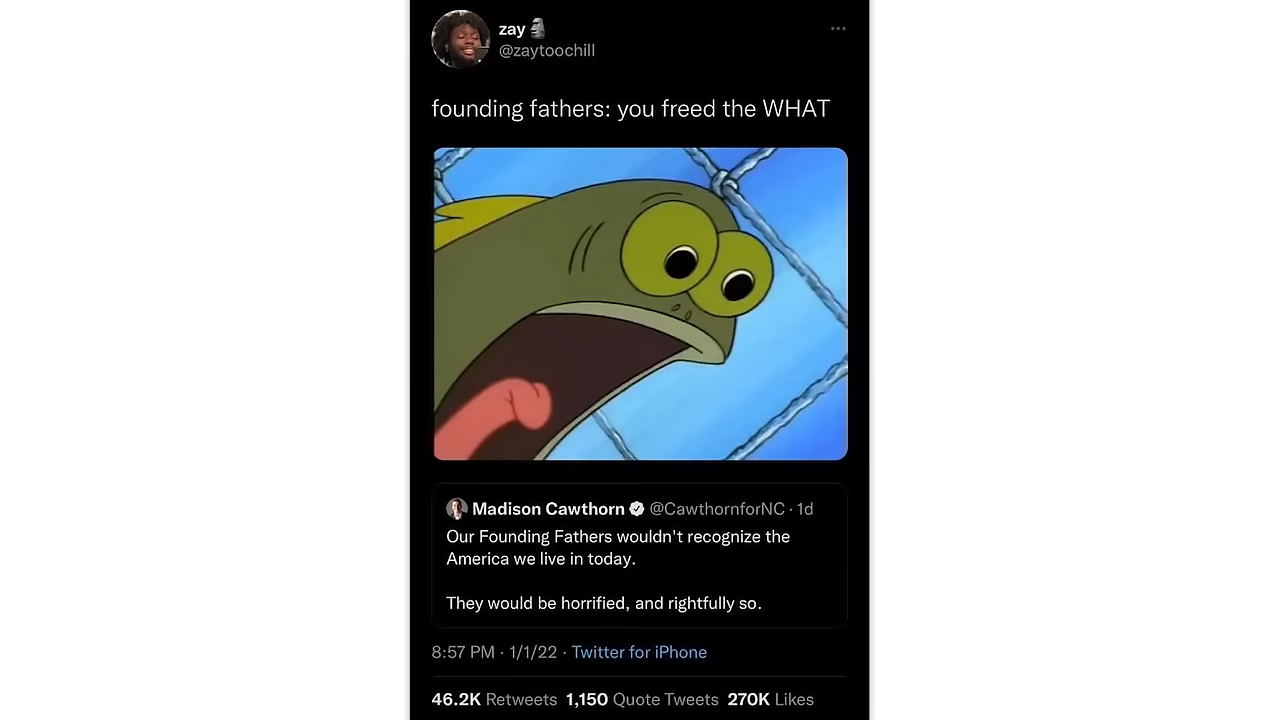 zay 🗿
@zaytoochill
founding fathers: you freed the WHAT
Madison Cawthorn @CawthornforNC · 1d
Our Founding Fathers wouldn't recognize the
America we live in today.
They would be horrified, and rightfully so.
8:57 PM · 1/1/22 · Twitter for iPhone
46.2K Retweets 1,150 Quote Tweets 270K Likes